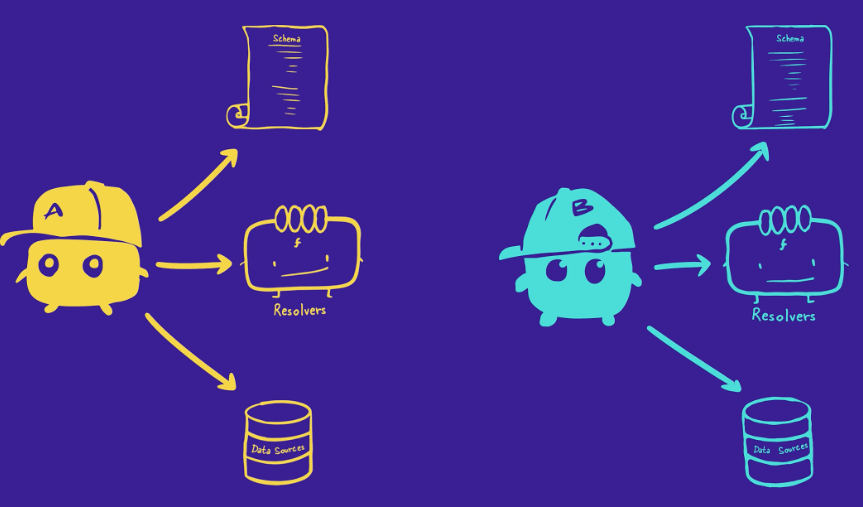 Schema
A
f
Resolvers
Data Sources
Schema
B
f
Resolvers
Data Sources